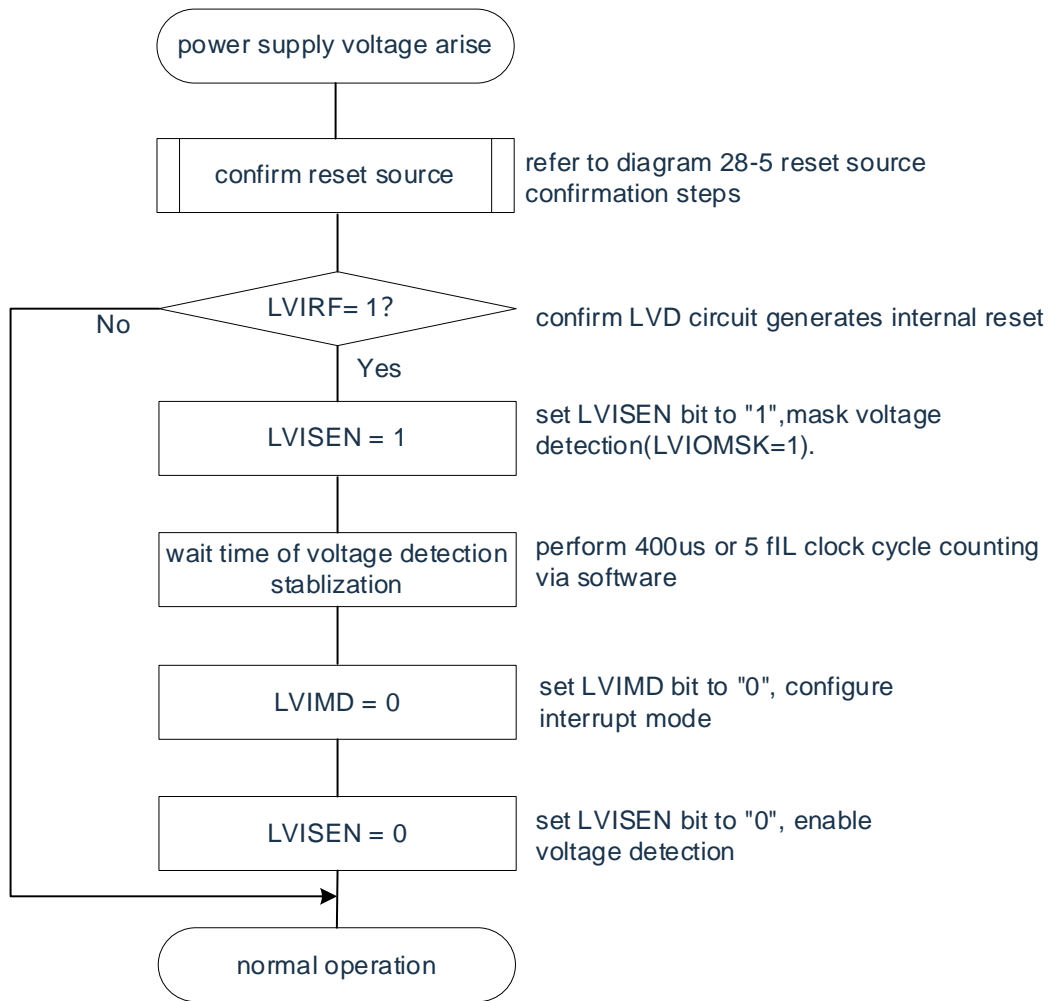 power supply voltage arise
confirm reset source
refer to diagram 28-5 reset source
confirmation steps
LVIRF= 1?
No
confirm LVD circuit generates internal reset
Yes
LVISEN = 1
set LVISEN bit to "1",mask voltage
detection(LVIOMSK=1).
wait time of voltage detection
stablization
perform 400us or 5 fIL clock cycle counting
via software
LVIMD = 0
set LVIMD bit to "0", configure
interrupt mode
LVISEN = 0
set LVISEN bit to "0", enable
voltage detection
normal operation